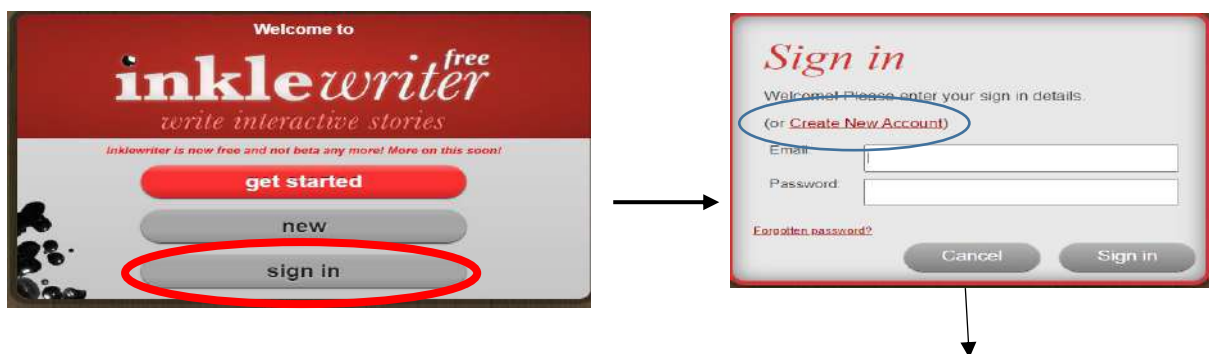 Welcome to
inklewriter free
write interactive stories
inklewriter is now free and not beta any more! More on this soon!
get started
new
sign in
Sign in
Welcome! Please enter your sign in details.
(or Create New Account)
Email:
Password:
Forgotten password?
Cancel
Sign in